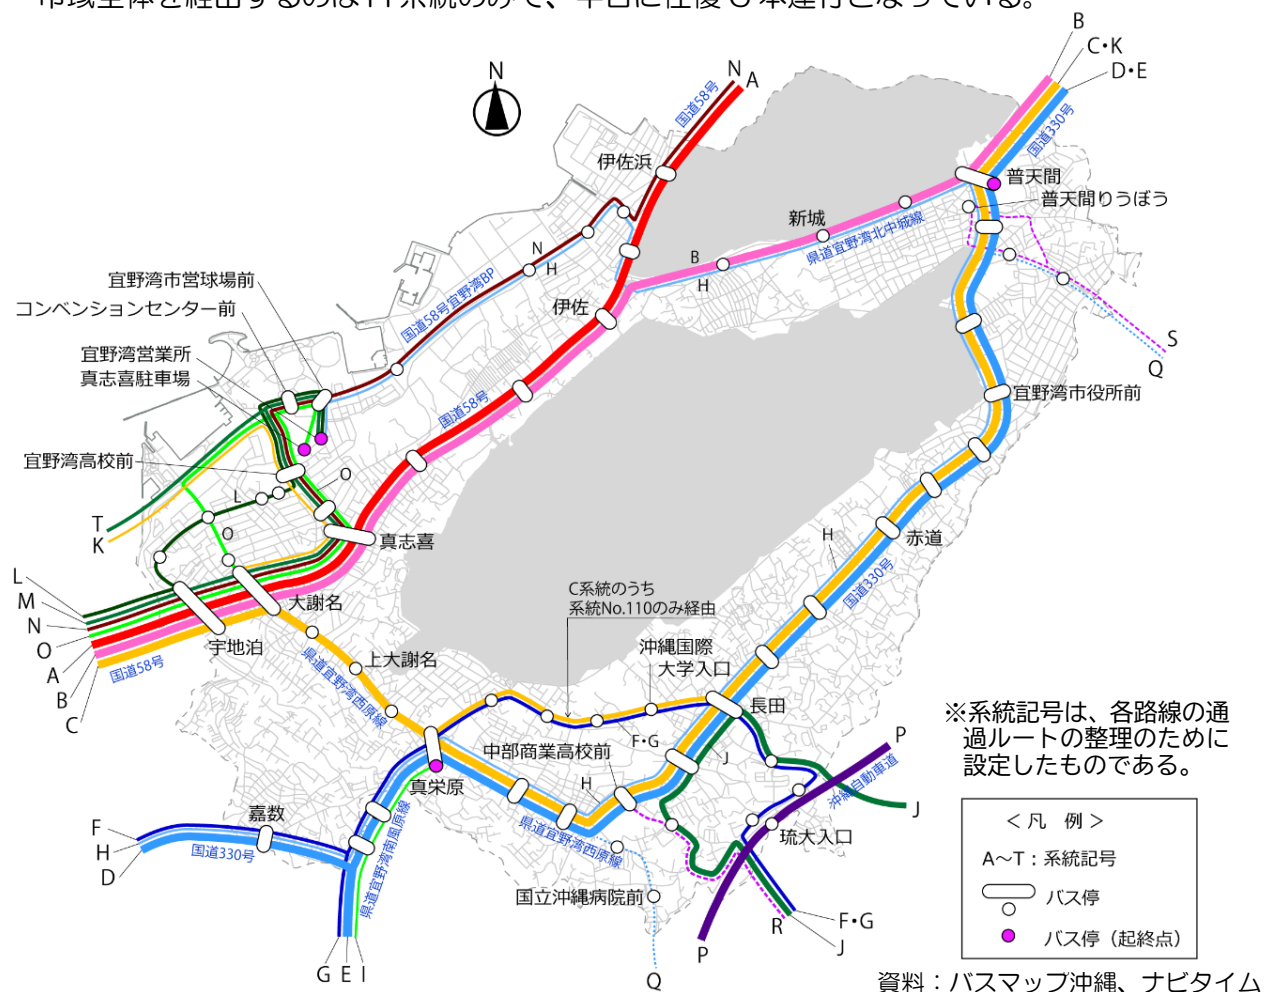 市域全体を経由するのはH系統のみで、平日に往復
本運行となっている。
B
C・K
D・E
N
N
A
国道58号
国道330号
伊佐浜
普天間
普天間りうぼう
新城
県道宜野湾北中城線
N
H
B
H
宜野湾市営球場前
コンベンションセンター前
国道58号宜野湾BP
伊佐
S
Q
宜野湾営業所
真志喜駐車場
国道58号
宜野湾市役所前
宜野湾高校前
L
O
T
K
O
真志喜
H
赤道
国道330号
L
M
N
O
A
B
C
大謝名
宇地泊
国道58号
C系統のうち
系統No.110のみ経由
沖縄国際
大学入口
上大謝名
県道宜野湾西原線
長田
※系統記号は、各路線の通
過ルートの整理のために
設定したものである。
F・G
中部商業高校前
J
P
沖縄自動車道
真栄原
H
J
嘉数
F
H
D
国道330号
県道宜野湾南風原線
県道宜野湾西原線
琉大入口
国立沖縄病院前
F・G
R
J
P
G
E
I
Q
＜凡　例＞
A～T：系統記号
バス停
バス停（起終点）
資料：バスマップ沖縄、ナビタイム